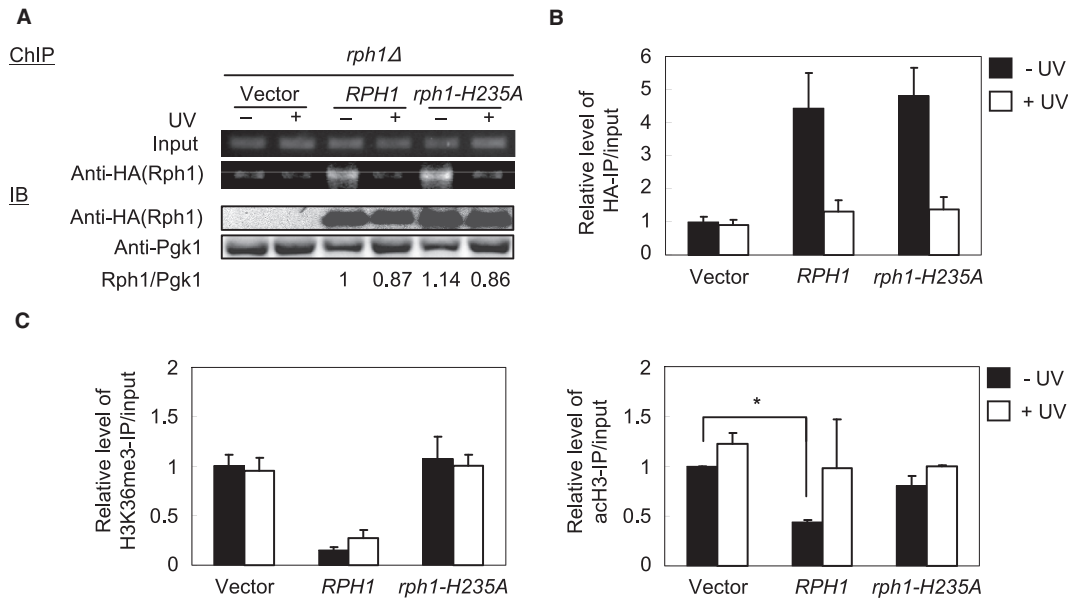 A
ChIP
rph1Δ
Vector RPH1 rph1-H235A
UV − + − + − +
Input
Anti-HA(Rph1)
IB
Anti-HA(Rph1)
Anti-Pgk1
Rph1/Pgk1 1 0.87 1.14 0.86
B
Relative level of
HA-IP/input
6
5
4
3
2
1
0
Vector RPH1 rph1-H235A
- UV
+ UV
C
Relative level of
H3K36me3-IP/input
2
1.5
1
0.5
0
Vector RPH1 rph1-H235A
Relative level of
acH3-IP/input
2
1.5
1
0.5
0
*
Vector RPH1 rph1-H235A
- UV
+ UV